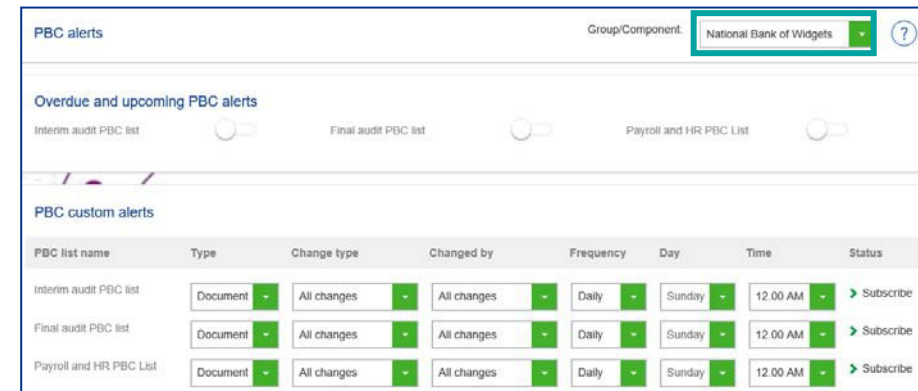 PBC alerts Group/Component: National Bank of Widgets ?
Overdue and upcoming PBC alerts
Interim audit PBC list Final audit PBC list Payroll and HR PBC List
PBC custom alerts
PBC list name Type Change type Changed by Frequency Day Time Status
Interim audit PBC list Document All changes All changes Daily Sunday 12.00 AM Subscribe
Final audit PBC list Document All changes All changes Daily Sunday 12.00 AM Subscribe
Payroll and HR PBC List Document All changes All changes Daily Sunday 12.00 AM Subscribe